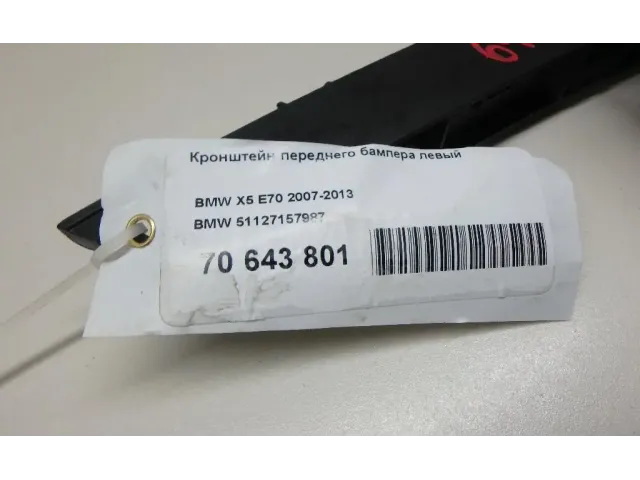 Кронштейн переднего бампера левый
BMW X5 E70 2007-2013
BMW 51127157987
70 643 801